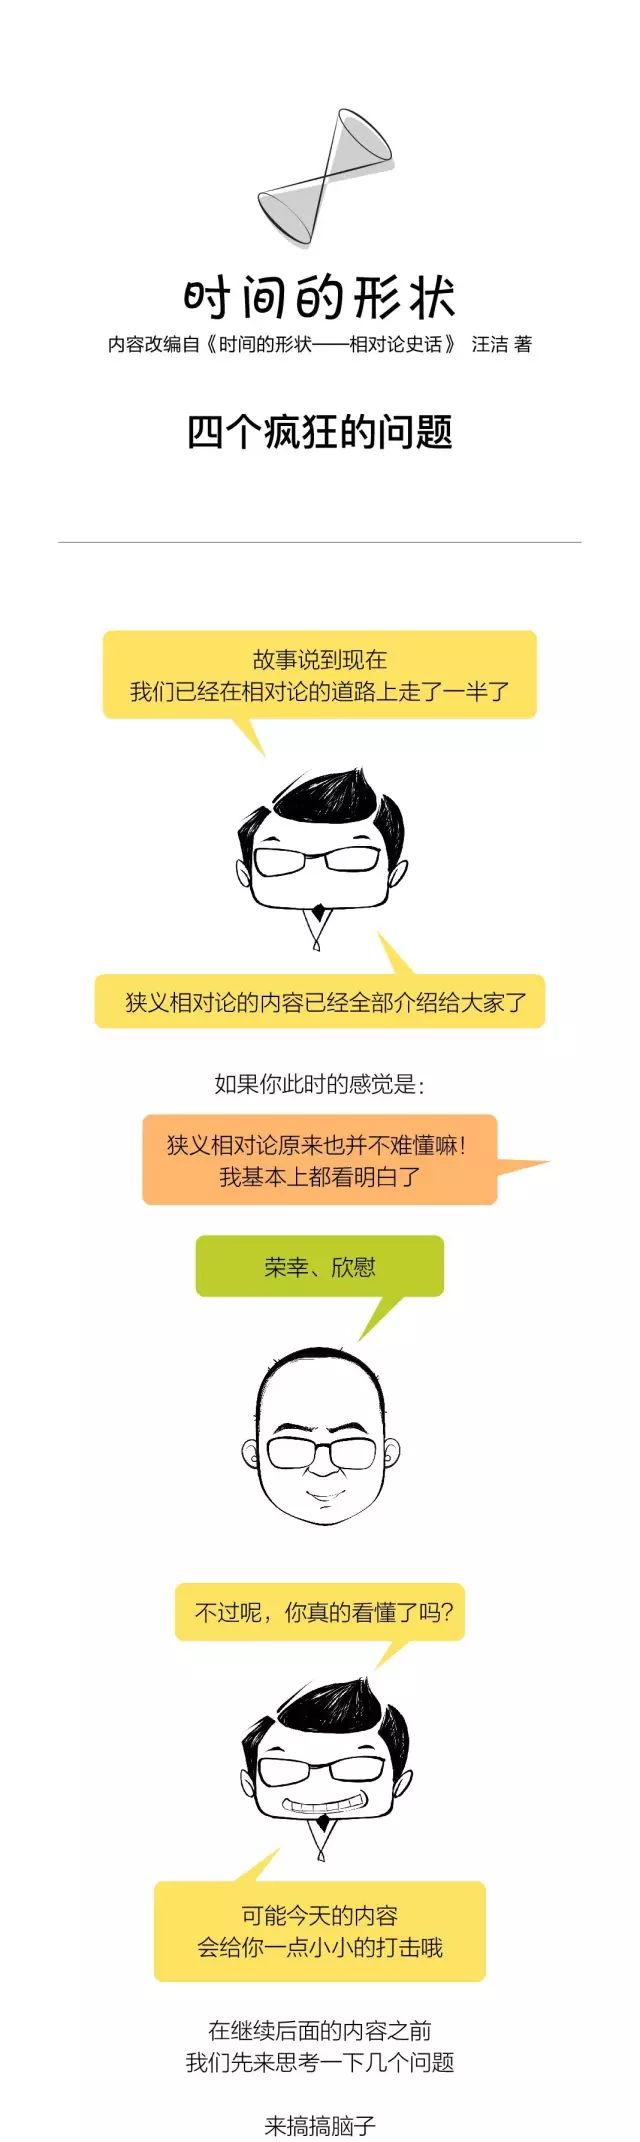 时间的形状
内容改编自《时间的形状——相对论史话》 汪洁 著
四个疯狂的问题
故事说到现在
我们已经在相对论的道路上走了一半了
狭义相对论的内容已经全部介绍给大家了
如果你此时的感觉是：
狭义相对论原来也并不难懂嘛！
我基本上都看明白了
荣幸、欣慰
不过呢，你真的看懂了吗？
可能今天的内容
会给你一点小小的打击哦
在继续后面的内容之前
我们先来思考一下几个问题
来搞搞脑子